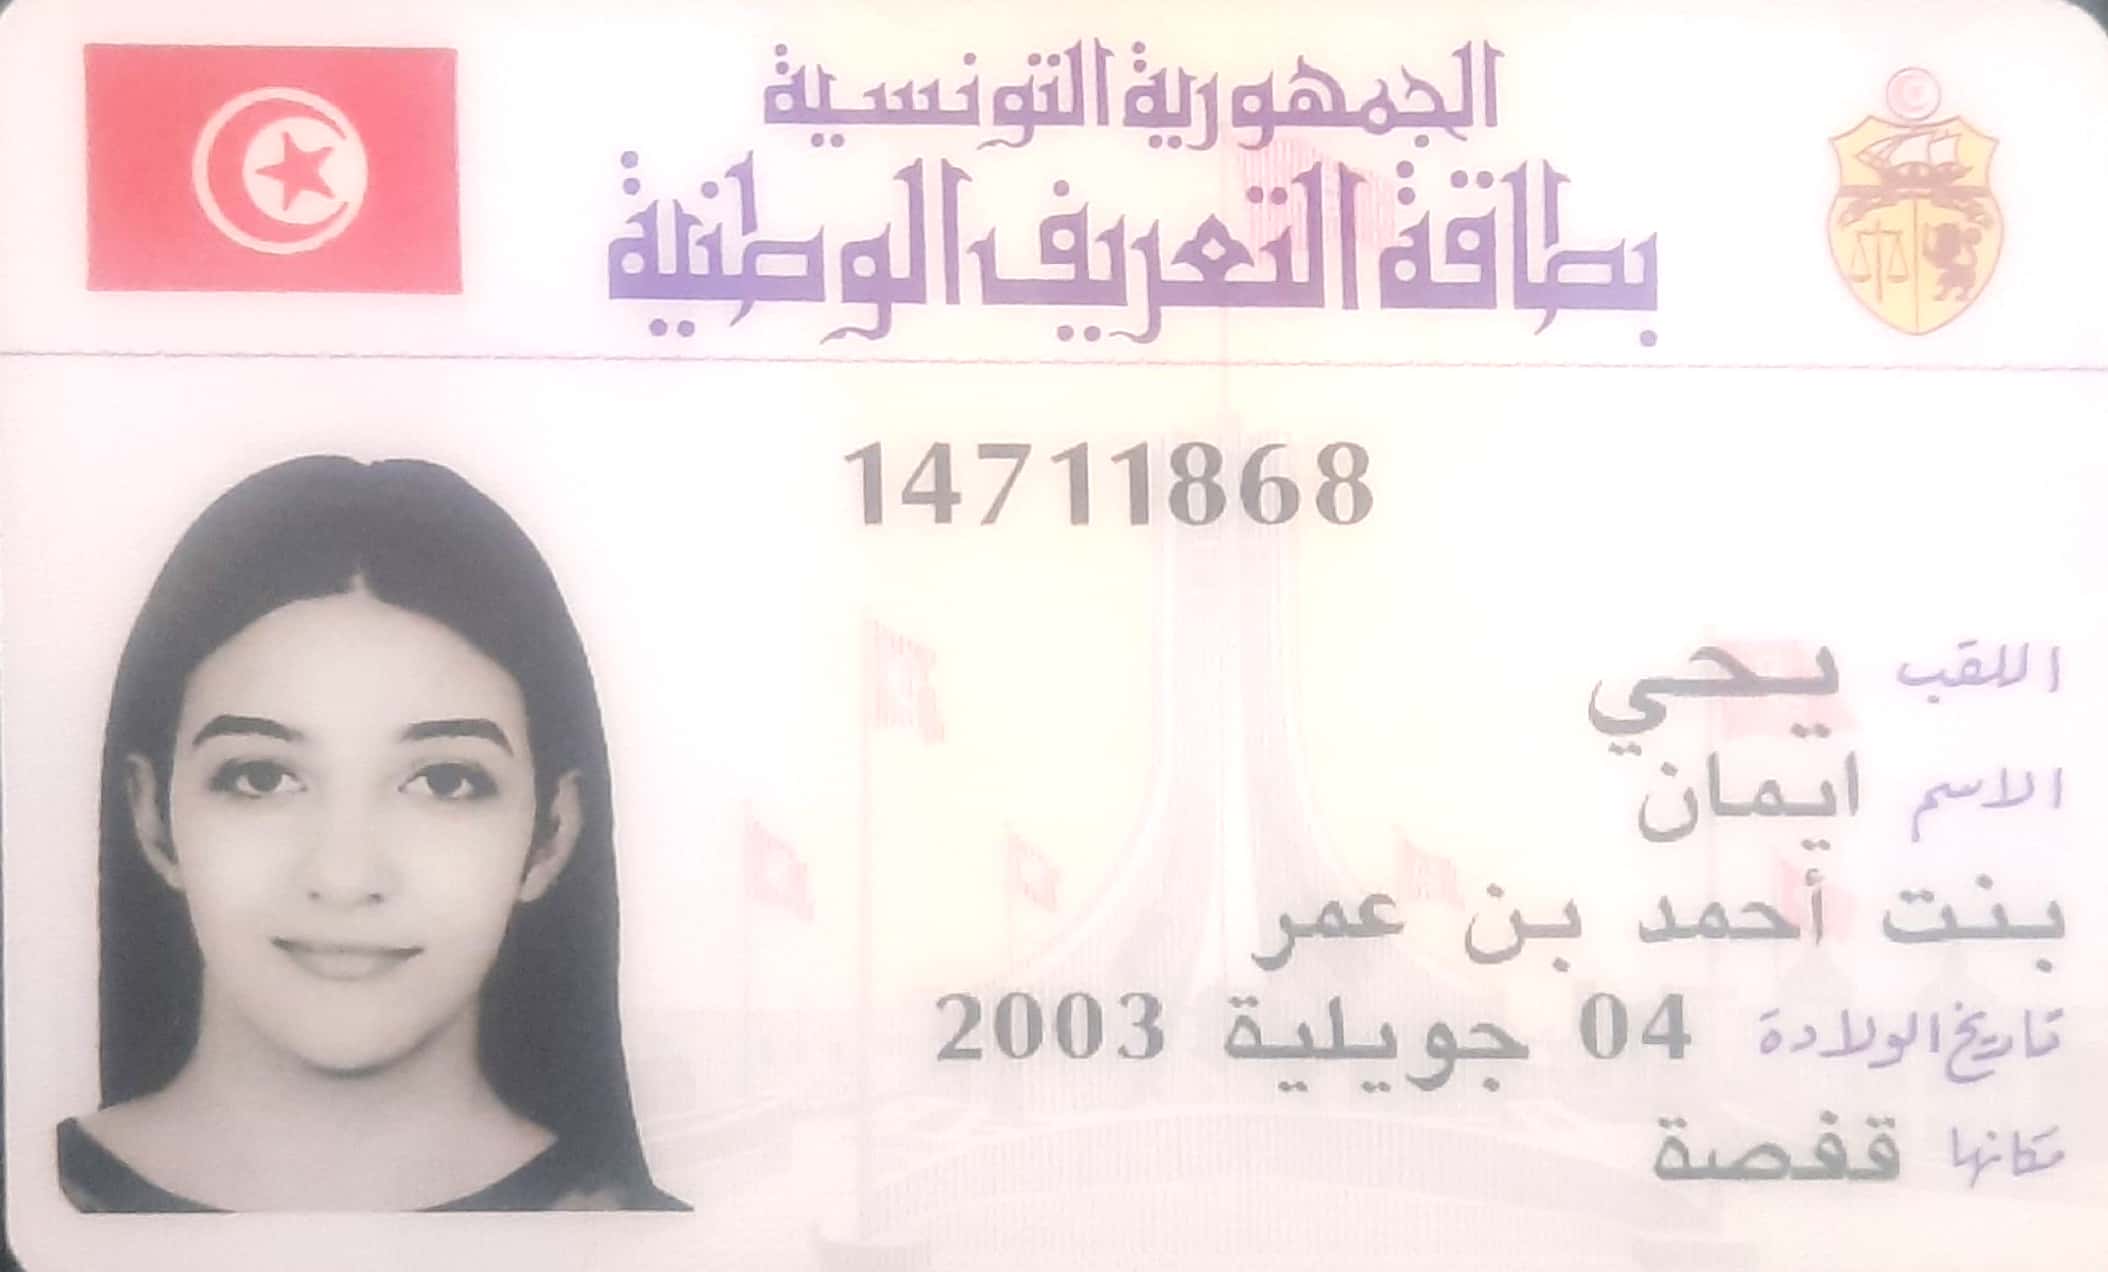 الجمهورية التونسية
بطاقة التعريف الوطنية
14711868
اللقب يحي
الاسم ايمان
بنت أحمد بن عمر
تاريخ الولادة 04 جويلية 2003
مكانها قفصة